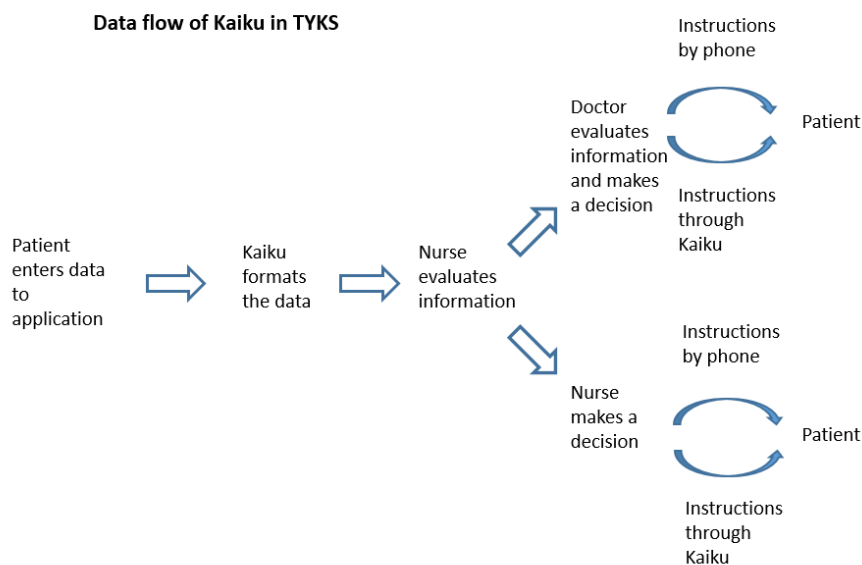 Data flow of Kaiku in TYKS
Patient
enters data
to
application
Kaiku
formats
the data
Nurse
evaluates
information
Doctor
evaluates
information
and makes
a decision
Instructions
by phone
Instructions
through
Kaiku
Patient
Nurse
makes a
decision
Instructions
by phone
Instructions
through
Kaiku
Patient